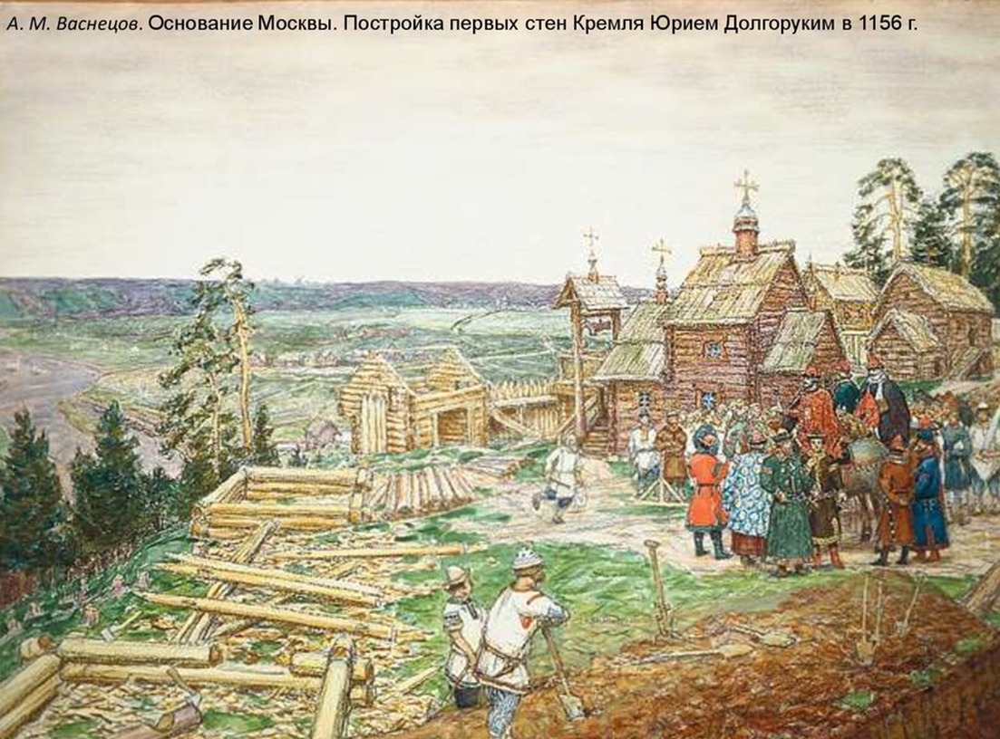 А. М. Васнецов. Основание Москвы. Постройка первых стен Кремля Юрием Долгоруким в 1156 г.